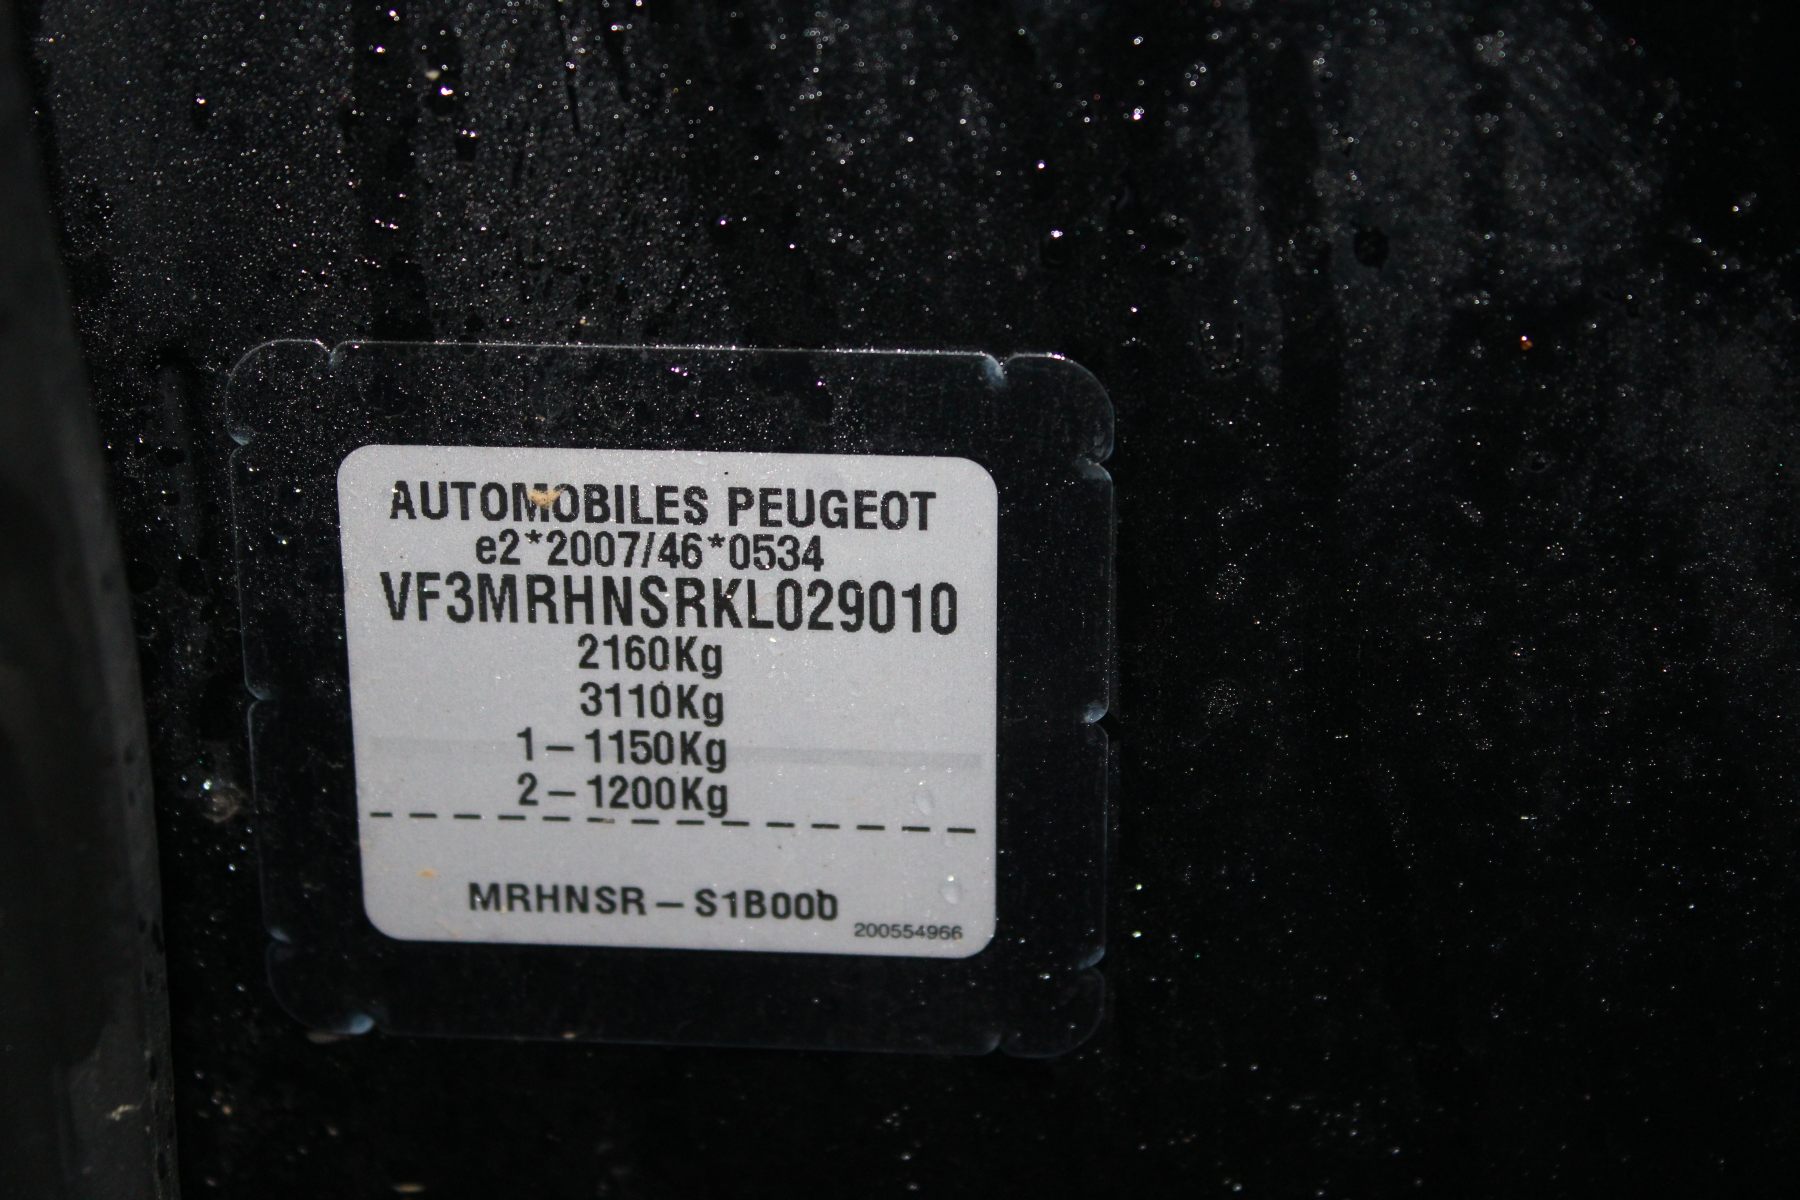 AUTOMOBILES PEUGEOT
e2*2007/46*0534
VF3MRHNSRKL029010
2160Kg
3110Kg
1-1150Kg
2-1200Kg
MRHNSR-S1B00b
200554966